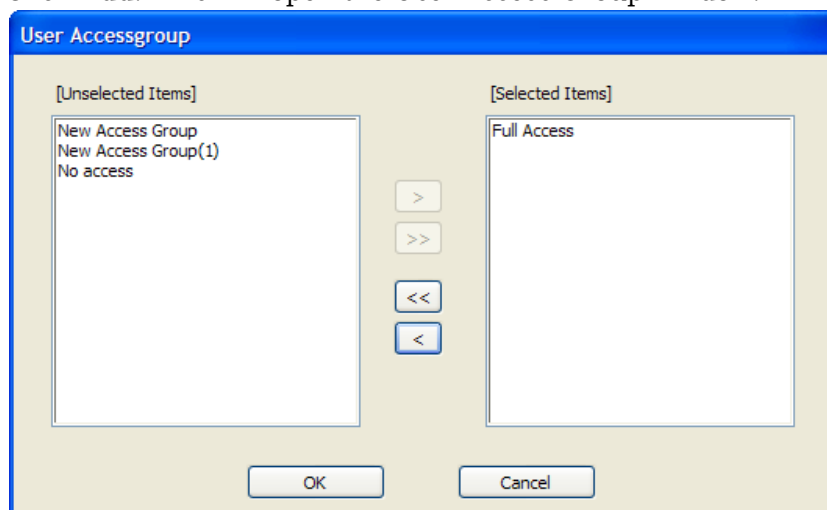 User Accessgroup
[Unselected Items]
[Selected Items]
New Access Group
New Access Group(1)
No access
Full Access
>
>>
<<
<
OK
Cancel